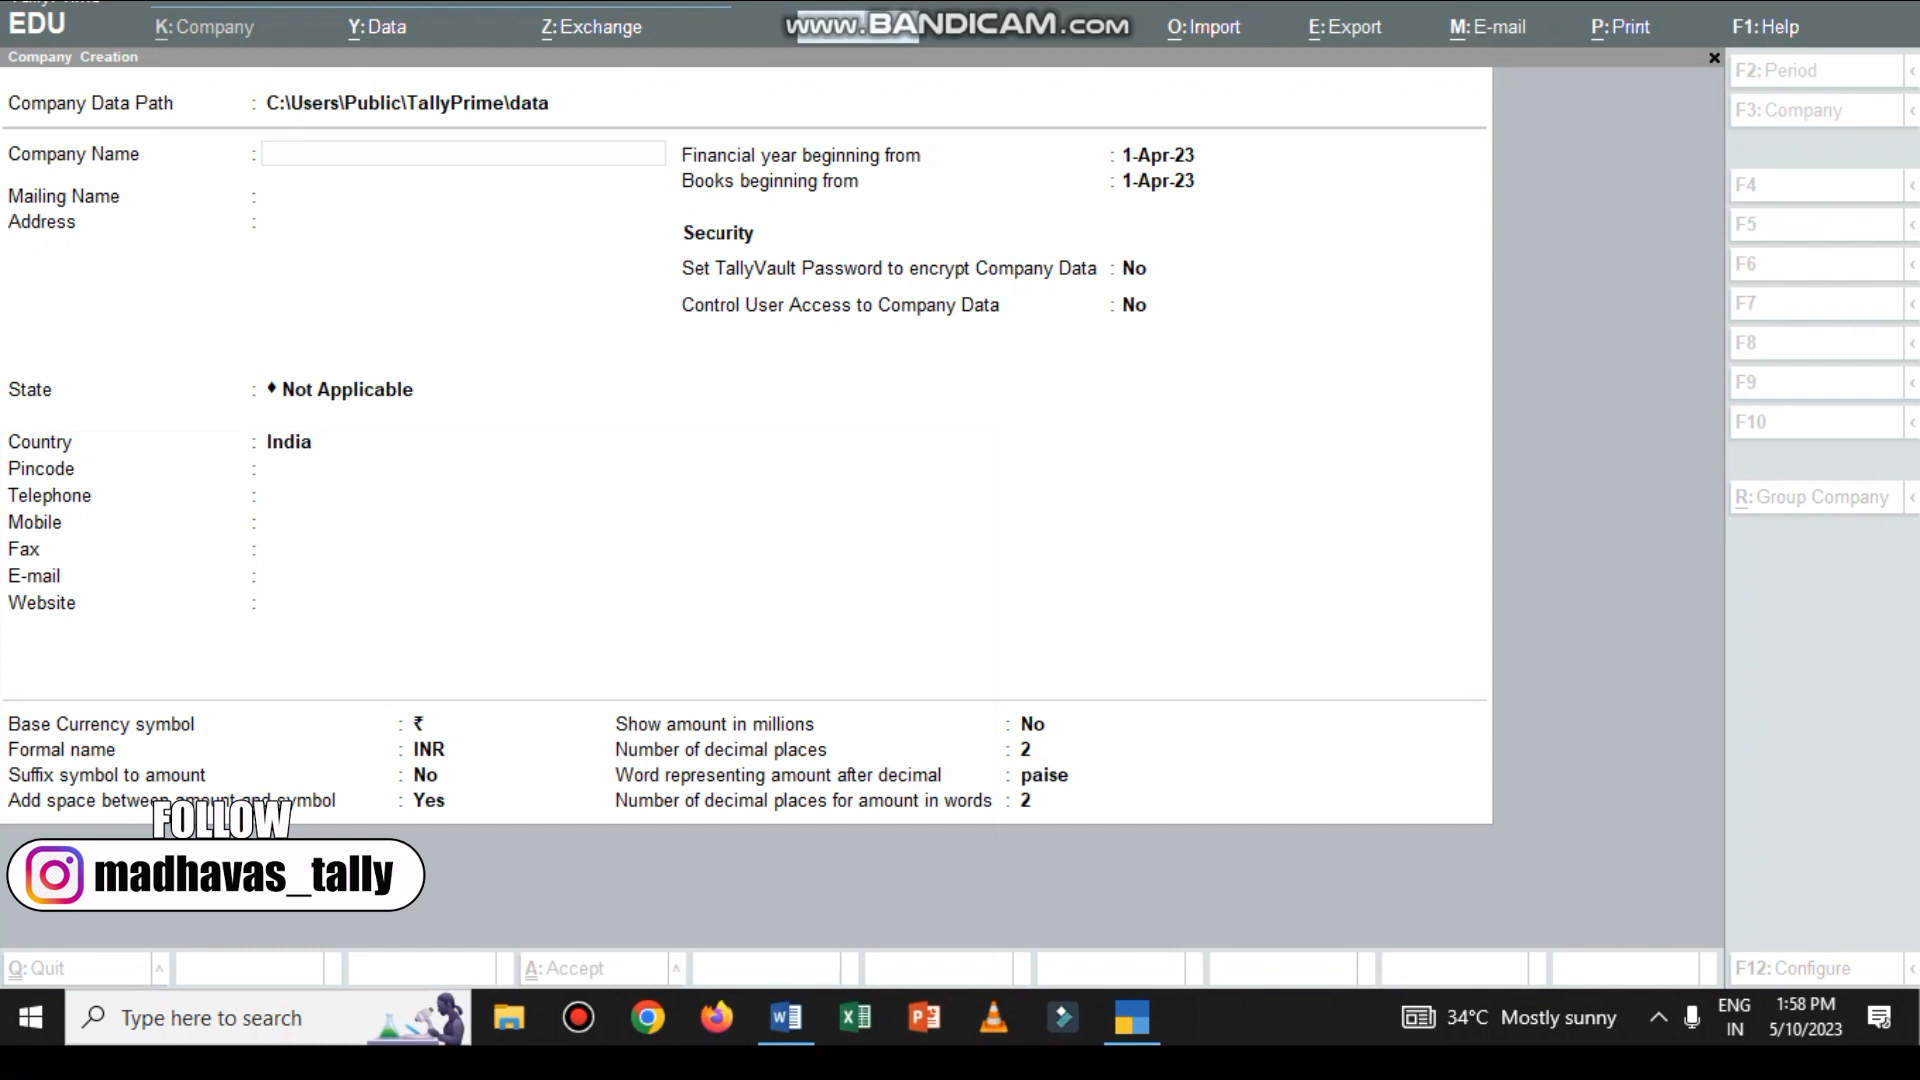 EDU K: Company Y: Data Z: Exchange www.BANDICAM.com O: Import E: Export M: E-mail P: Print F1: Help
Company Creation
Company Data Path : C:\Users\Public\TallyPrime\data
Company Name :
Mailing Name :
Address :
Financial year beginning from : 1-Apr-23
Books beginning from : 1-Apr-23
Security
Set TallyVault Password to encrypt Company Data : No
Control User Access to Company Data : No
State : ♦ Not Applicable
Country : India
Pincode :
Telephone :
Mobile :
Fax :
E-mail :
Website :
Base Currency symbol : ₹
Formal name : INR
Suffix symbol to amount : No
Add space between amount and symbol : Yes
Show amount in millions : No
Number of decimal places : 2
Word representing amount after decimal : paise
Number of decimal places for amount in words : 2
FOLLOW
madhavas_tally
F2: Period
F3: Company
F4
F5
F6
F7
F8
F9
F10
R: Group Company
Q: Quit A: Accept F12: Configure
Type here to search 34°C Mostly sunny ENG IN 1:58 PM 5/10/2023